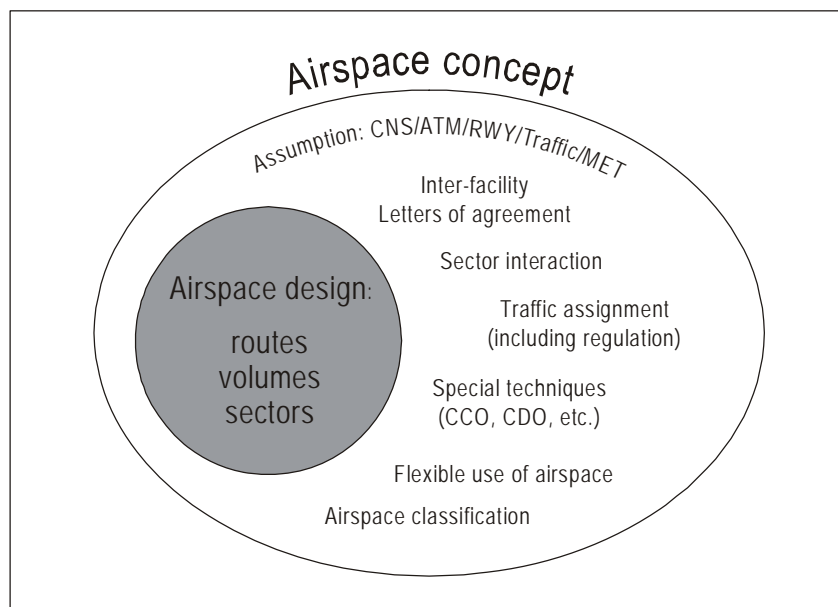 Airspace concept
Assumption: CNS/ATM/RWY/Traffic/MET
Inter-facility
Letters of agreement
Sector interaction
Airspace design:
routes
volumes
sectors
Traffic assignment
(including regulation)
Special techniques
(CCO, CDO, etc.)
Flexible use of airspace
Airspace classification